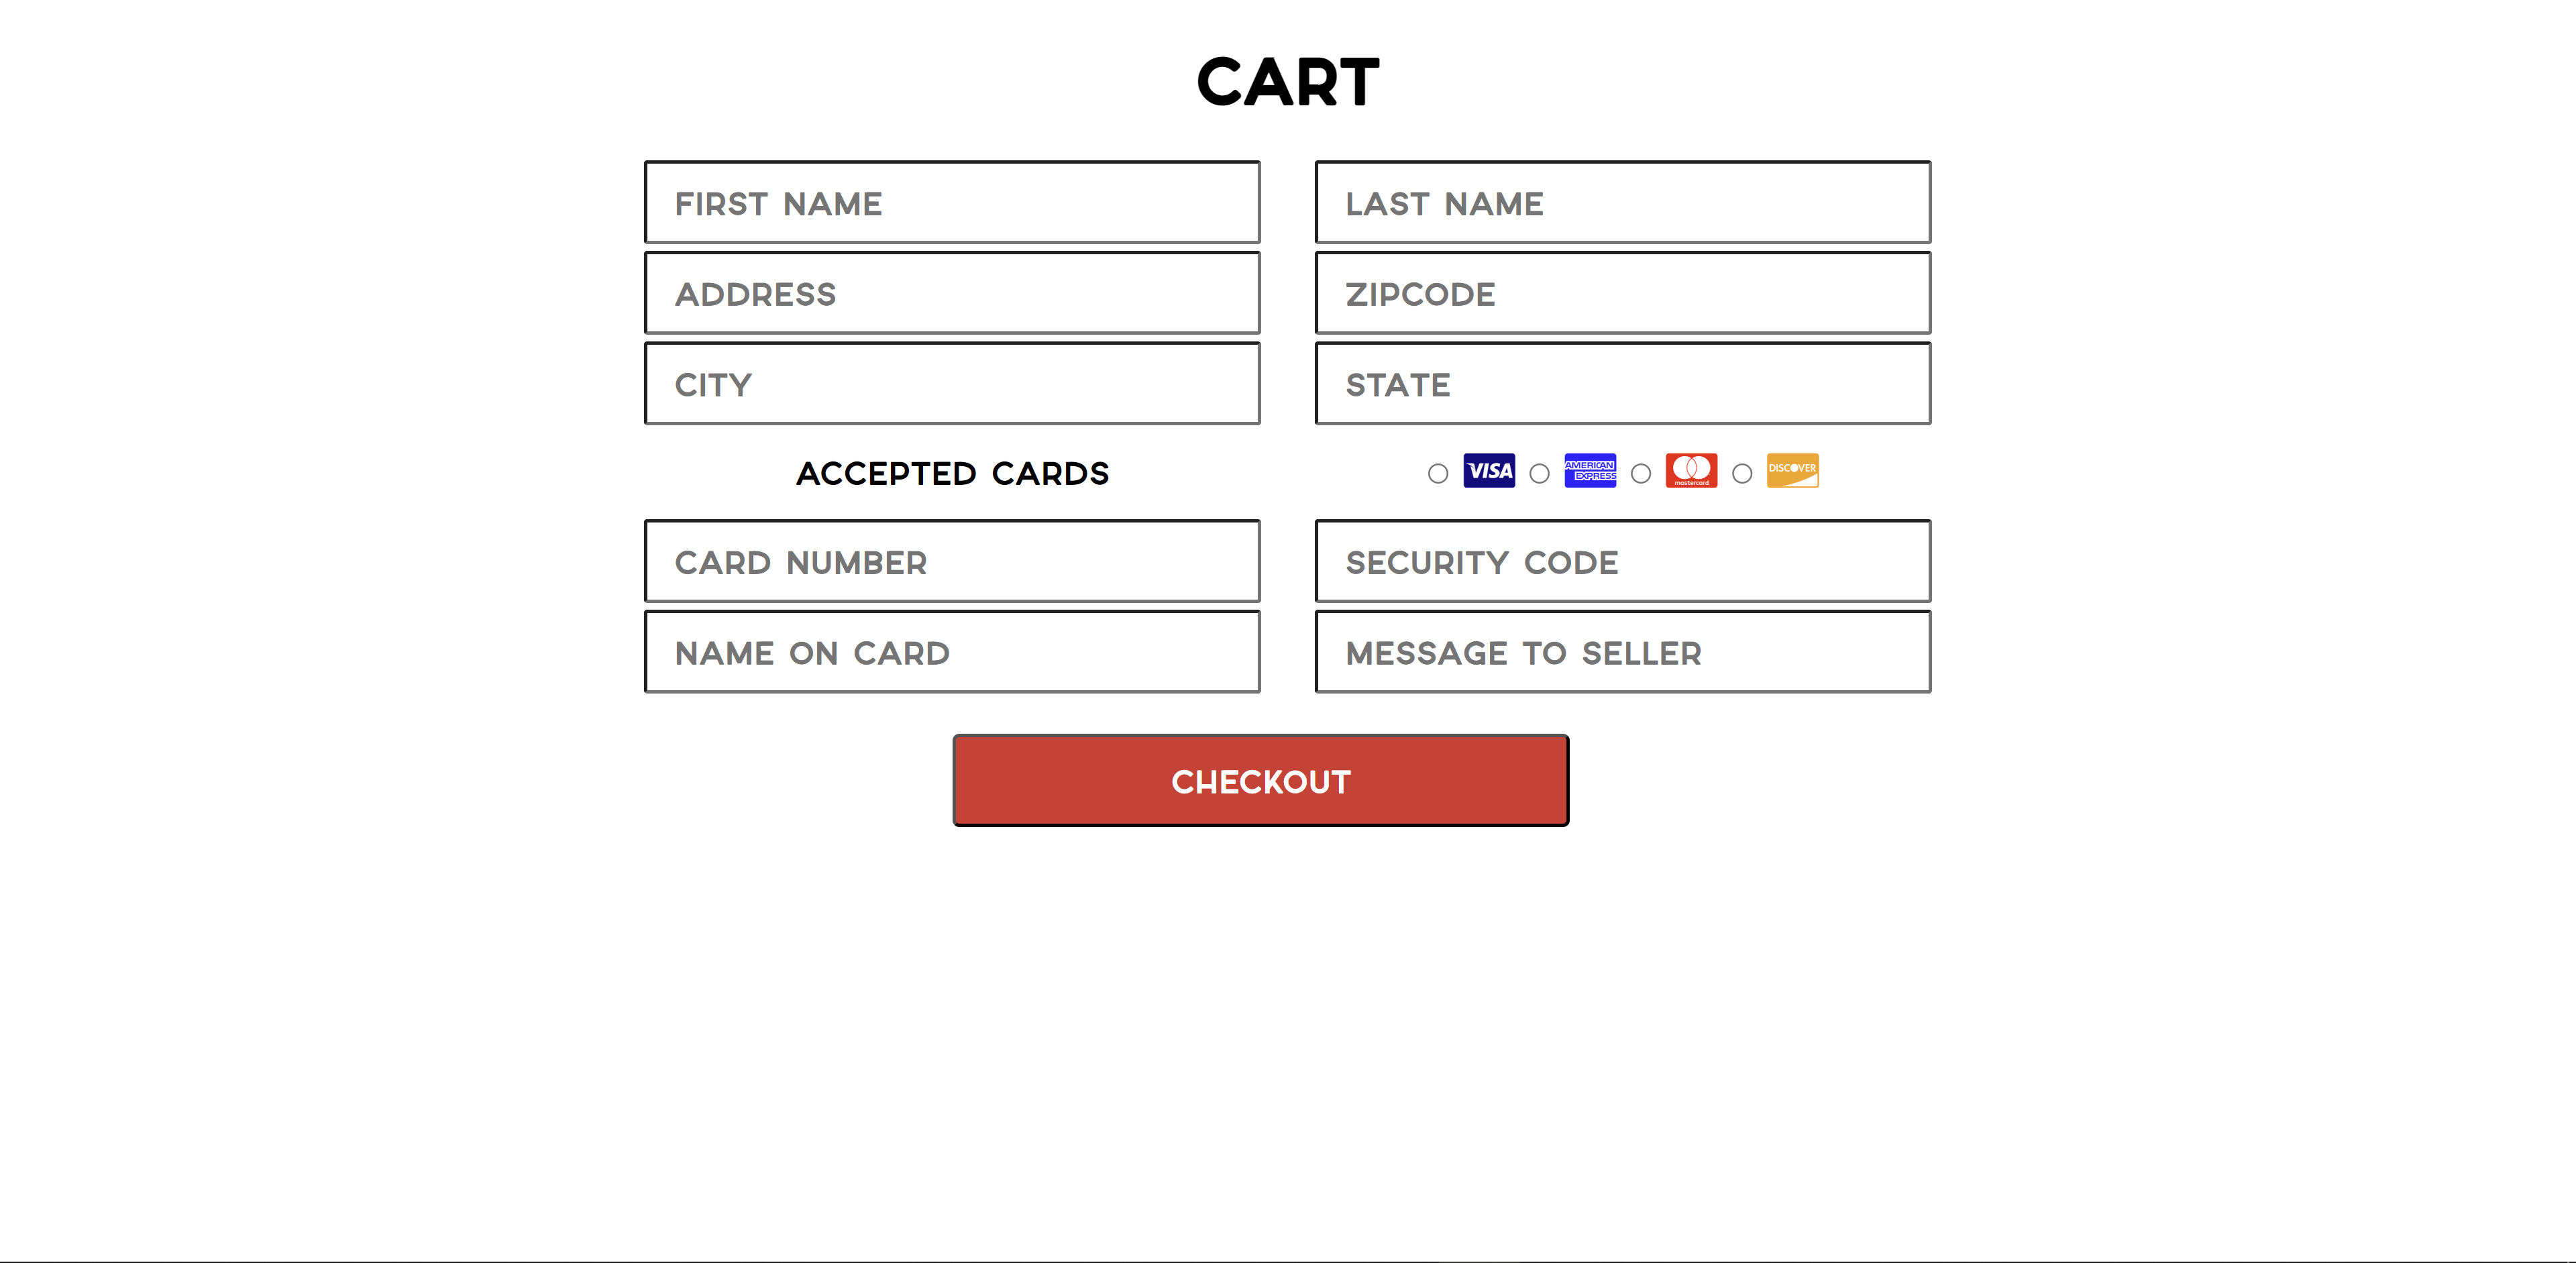 CART
FIRST NAME LAST NAME
ADDRESS ZIPCODE
CITY STATE
ACCEPTED CARDS VISA AMERICAN EXPRESS mastercard DISCOVER
CARD NUMBER SECURITY CODE
NAME ON CARD MESSAGE TO SELLER
CHECKOUT